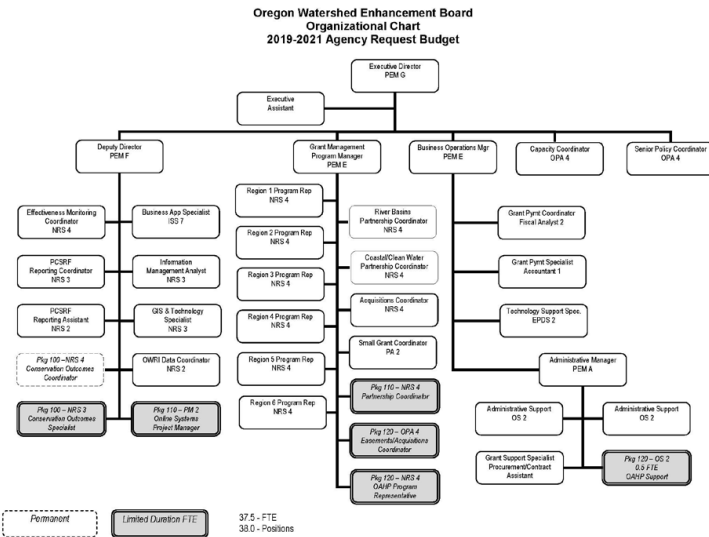 Oregon Watershed Enhancement Board
Organizational Chart
2019-2021 Agency Request Budget
Executive Director
PEM G
Executive
Assistant
Deputy Director
PEM F
Grant Management
Program Manager
PEM E
Business Operations Mgr
PEM E
Capacity Coordinator
OPA 4
Senior Policy Coordinator
OPA 4
Effectiveness Monitoring
Coordinator
NRS 4
Business App Specialist
ISS 7
PCSRF
Reporting Coordinator
NRS 3
Information
Management Analyst
NRS 3
PCSRF
Reporting Assistant
NRS 2
GIS & Technology
Specialist
NRS 3
Pkg 100 – NRS 4
Conservation Outcomes
Coordinator
OWRI Data Coordinator
NRS 2
Pkg 100 – NRS 3
Conservation Outcomes
Specialist
Pkg 110 – PM 2
Online Systems
Project Manager
Region 1 Program Rep
NRS 4
River Basins
Partnership Coordinator
NRS 4
Region 2 Program Rep
NRS 4
Coastal/Clean Water
Partnership Coordinator
NRS 4
Region 3 Program Rep
NRS 4
Acquisitions Coordinator
NRS 4
Region 4 Program Rep
NRS 4
Small Grant Coordinator
PA 2
Region 5 Program Rep
NRS 4
Pkg 110 – NRS 4
Partnership Coordinator
Region 6 Program Rep
NRS 4
Pkg 120 – OPA 4
Easements/Acquisitions
Coordinator
Pkg 120 – NRS 4
OAHP Program
Representative
Grant Pymt Coordinator
Fiscal Analyst 2
Grant Pymt Specialist
Accountant 1
Technology Support Spec.
EPDS 2
Administrative Manager
PEM A
Administrative Support
OS 2
Administrative Support
OS 2
Grant Support Specialist
Procurement/Contract
Assistant
Pkg 120 – OS 2
0.5 FTE
OAHP Support
Permanent
Limited Duration FTE
37.5 - FTE
38.0 - Positions